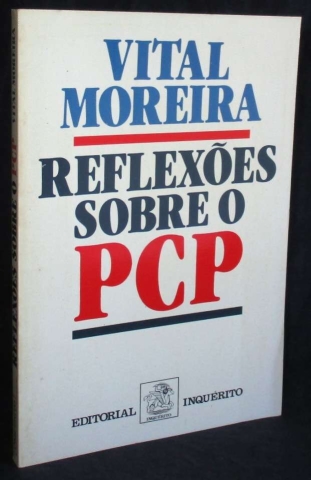 VITAL
MOREIRA
REFLEXÕES
SOBRE O
PCP
EDITORIAL INQUÉRITO